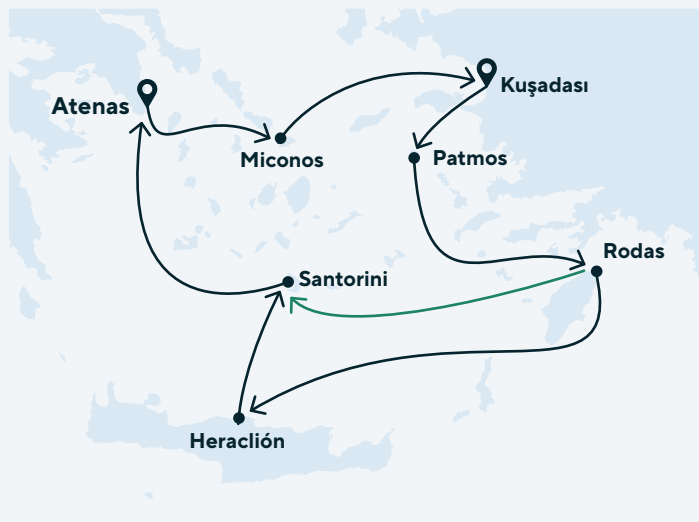 Atenas
Kuşadası
Miconos
Patmos
Rodas
Santorini
Heraclión